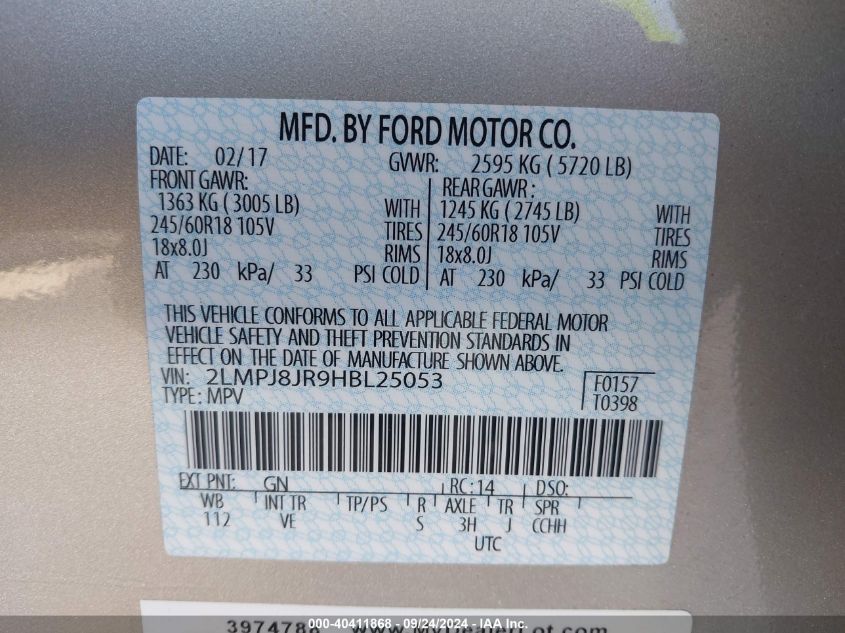 MFD. BY FORD MOTOR CO.
DATE: 02/17 GVWR: 2595 KG ( 5720 LB)
FRONT GAWR: REAR GAWR :
1363 KG ( 3005 LB) WITH 1245 KG ( 2745 LB) WITH
245/60R18 105V TIRES 245/60R18 105V TIRES
18x8.0J RIMS 18x8.0J RIMS
AT 230 kPa/ 33 PSI COLD AT 230 kPa/ 33 PSI COLD
THIS VEHICLE CONFORMS TO ALL APPLICABLE FEDERAL MOTOR
VEHICLE SAFETY AND THEFT PREVENTION STANDARDS IN
EFFECT ON THE DATE OF MANUFACTURE SHOWN ABOVE.
VIN: 2LMPJ8JR9HBL25053 F0157
TYPE: MPV T0398
EXT PNT: GN RC: 14 DSO:
WB INT TR TP/PS R AXLE TR SPR
112 VE S 3H J CCHH
UTC
000-40411868 - 09/24/2024 - IAA Inc.
3974788 www.MyDealerLot.com